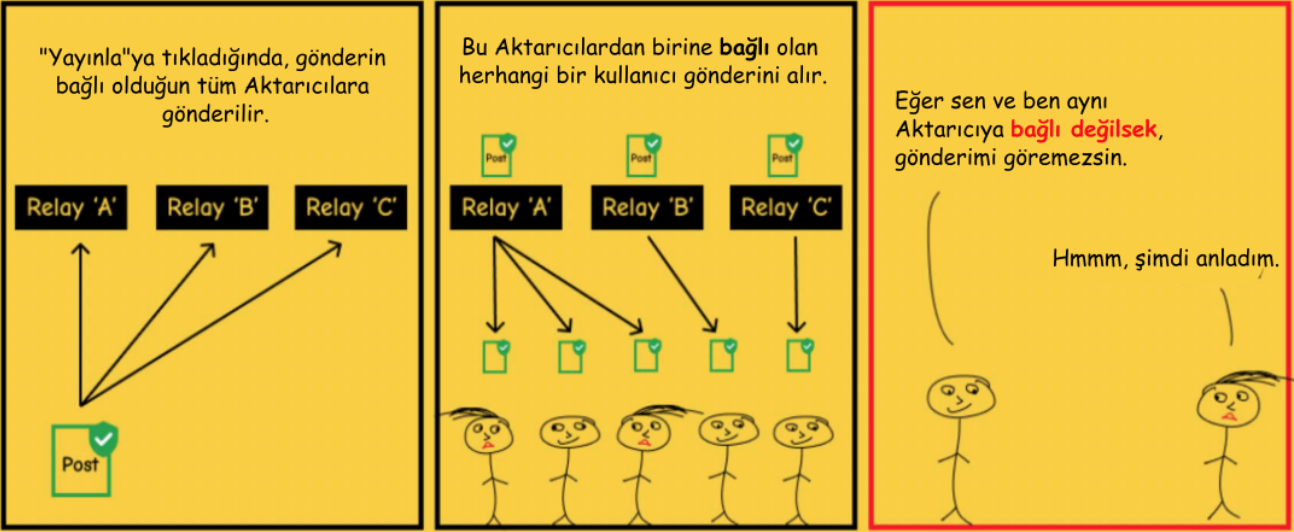 "Yayınla"ya tıkladığında, gönderin
bağlı olduğun tüm Aktarıcılara
gönderilir.
Relay 'A'
Relay 'B'
Relay 'C'
Post
Bu Aktarıcılardan birine bağlı olan
herhangi bir kullanıcı gönderini alır.
Post
Post
Post
Relay 'A'
Relay 'B'
Relay 'C'
Eğer sen ve ben aynı
Aktarıcıya bağlı değilsek,
gönderimi göremezsin.
Hmmm, şimdi anladım.